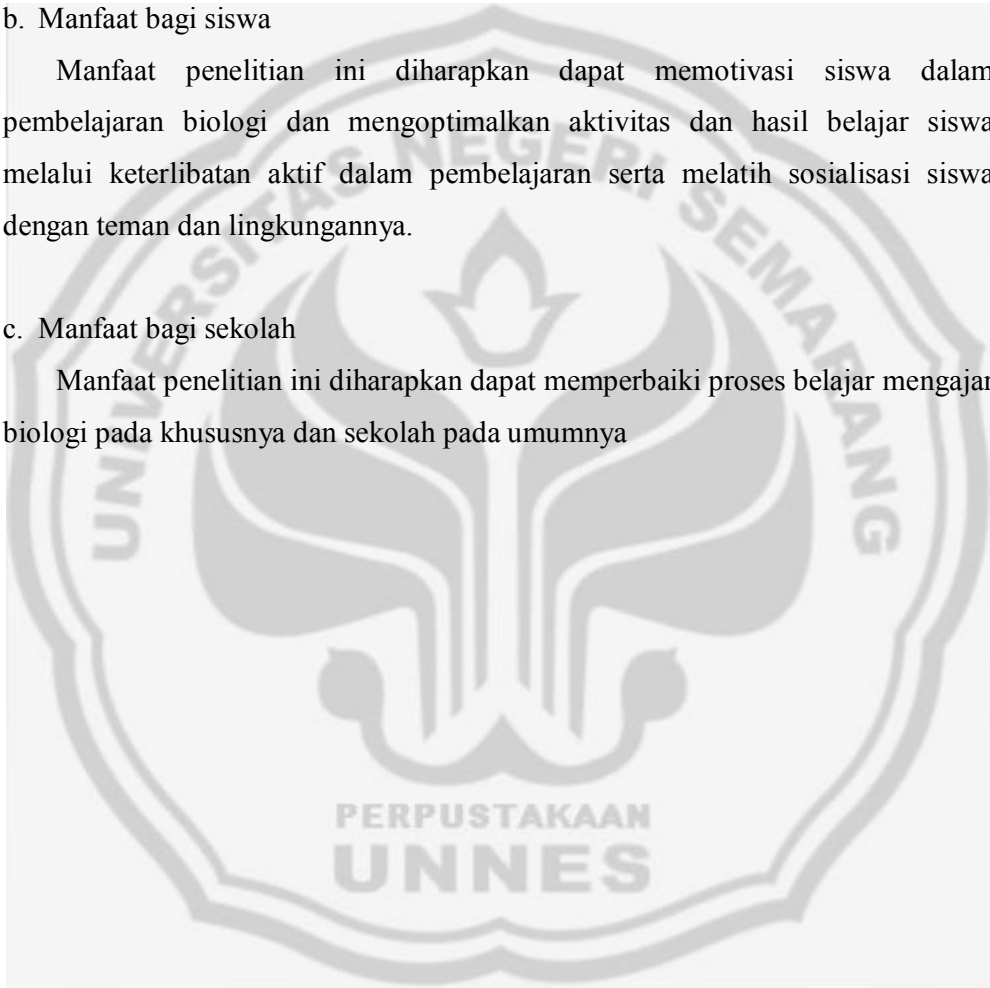 b. Manfaat bagi siswa
Manfaat penelitian ini diharapkan dapat memotivasi siswa dalam
pembelajaran biologi dan mengoptimalkan aktivitas dan hasil belajar siswa
melalui keterlibatan aktif dalam pembelajaran serta melatih sosialisasi siswa
dengan teman dan lingkungannya.
c. Manfaat bagi sekolah
Manfaat penelitian ini diharapkan dapat memperbaiki proses belajar mengajar
biologi pada khususnya dan sekolah pada umumnya
UNIVERSITAS NEGERI SEMARANG
PERPUSTAKAAN
UNNES